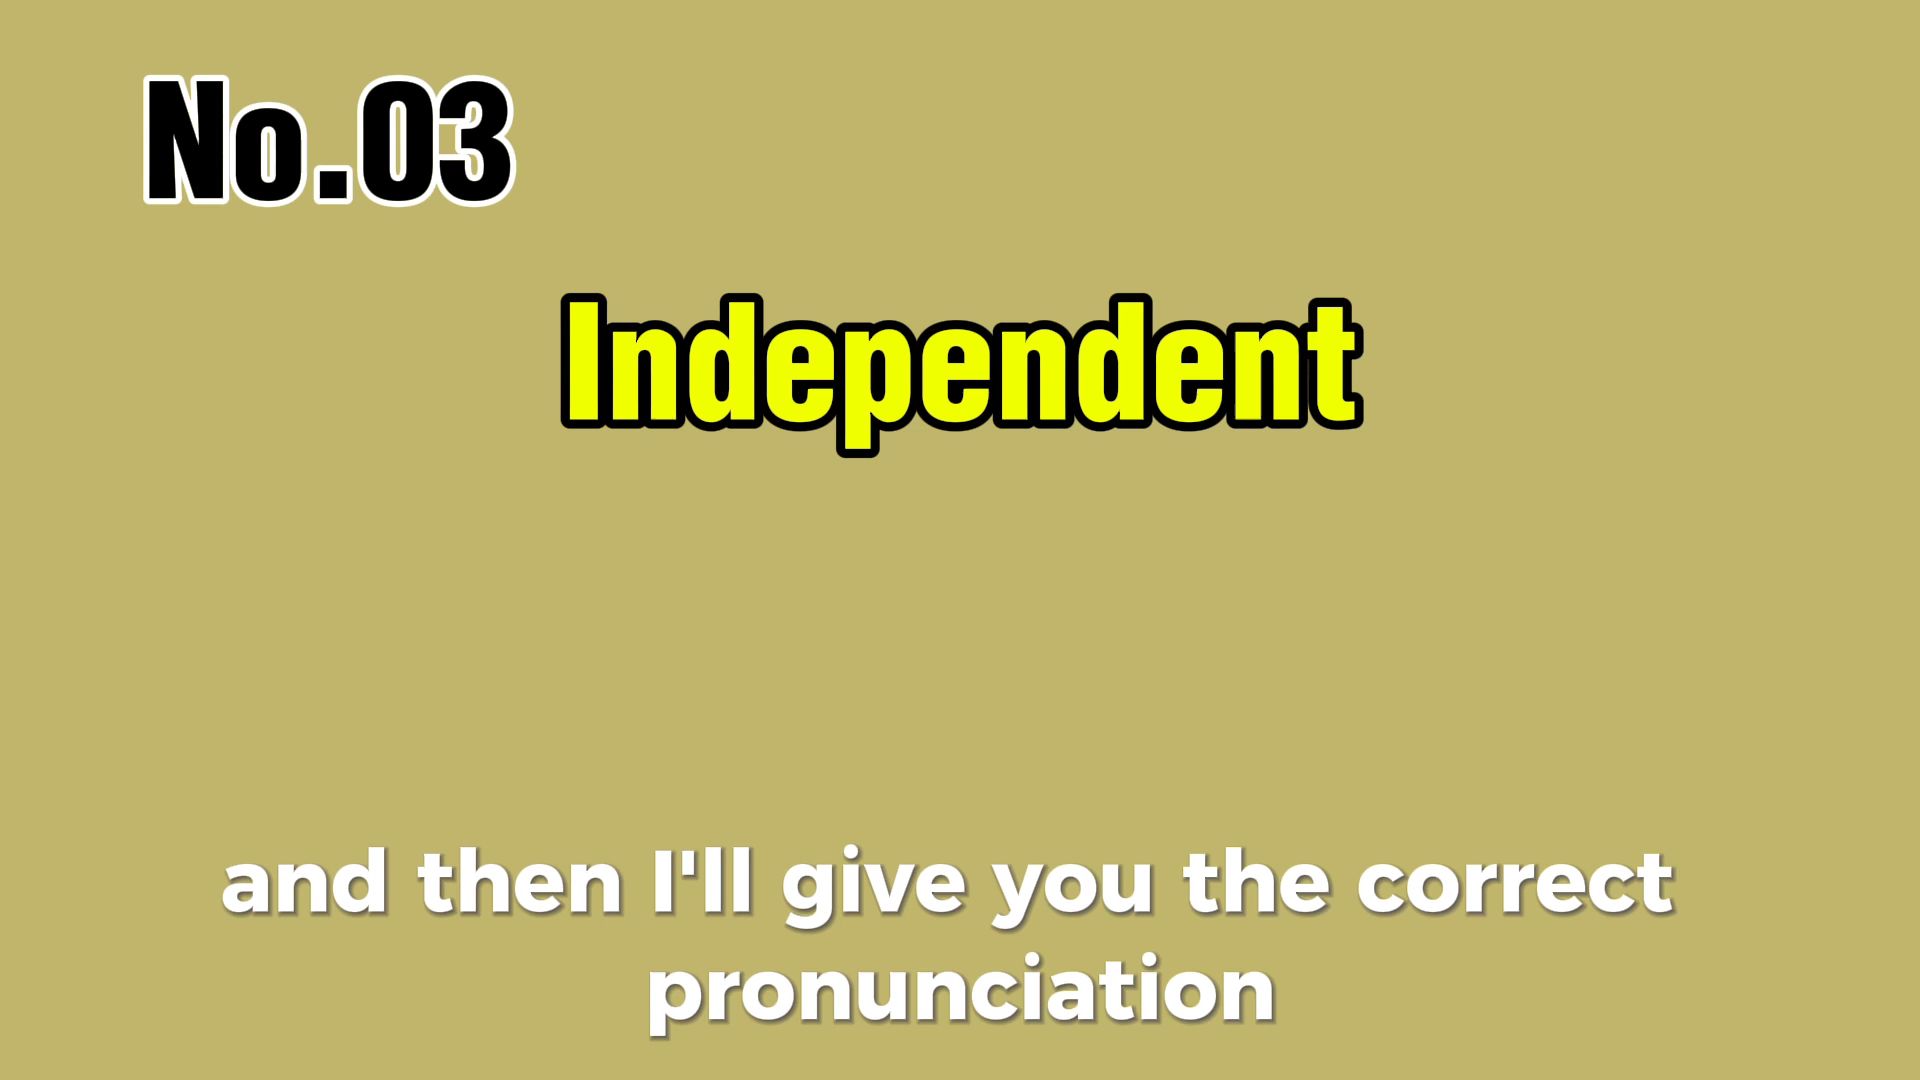 No.03
Independent
and then I'll give you the correct
pronunciation